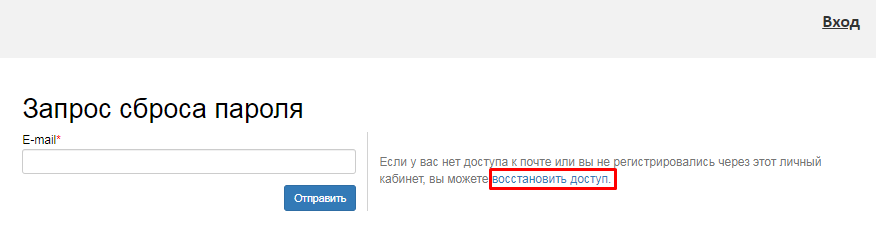 Вход
Запрос сброса пароля
E-mail*
Если у вас нет доступа к почте или вы не регистрировались через этот личный
кабинет, вы можете восстановить доступ.
Отправить